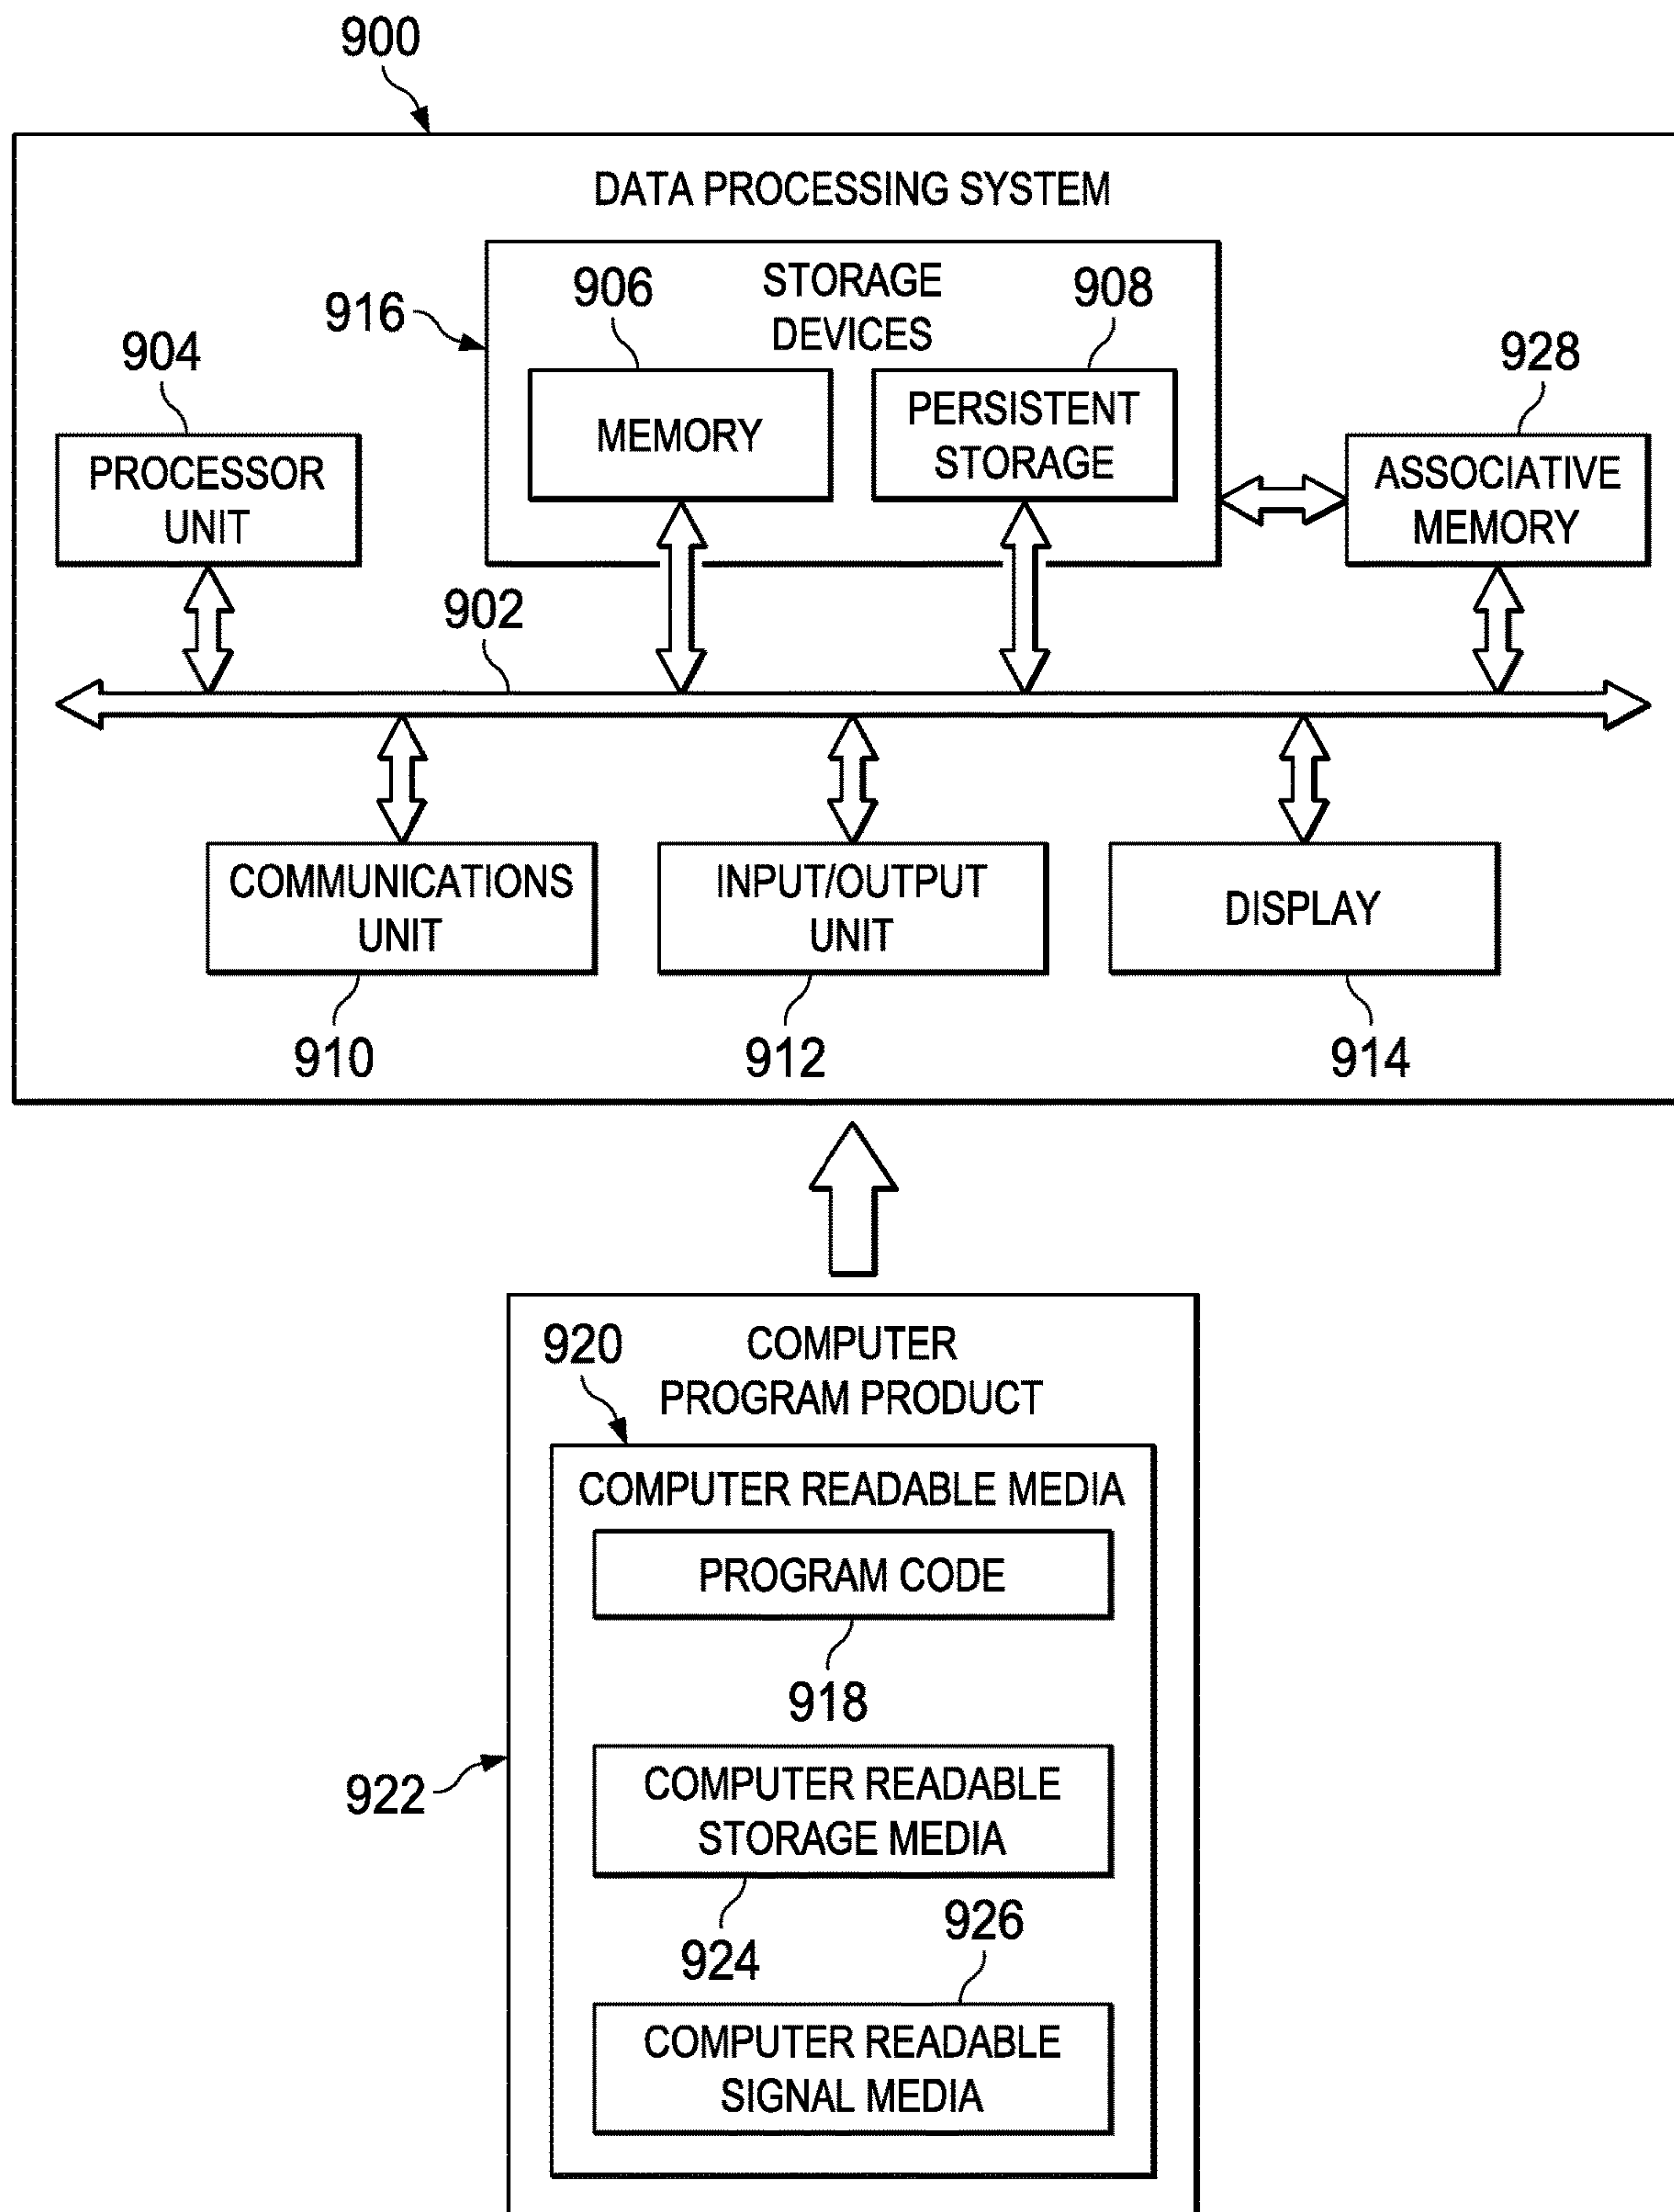 900
DATA PROCESSING SYSTEM
STORAGE
DEVICES
916
906
908
904
928
MEMORY
PERSISTENT
STORAGE
PROCESSOR
UNIT
ASSOCIATIVE
MEMORY
902
COMMUNICATIONS
UNIT
INPUT/OUTPUT
UNIT
DISPLAY
910
912
914
COMPUTER
PROGRAM PRODUCT
920
COMPUTER READABLE MEDIA
PROGRAM CODE
918
922
COMPUTER READABLE
STORAGE MEDIA
924
926
COMPUTER READABLE
SIGNAL MEDIA